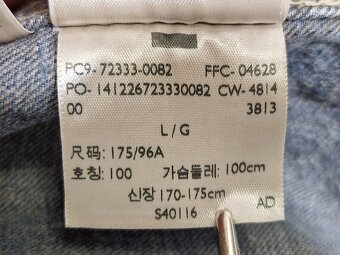 PC9- 72333-0082 FFC- 04628
PO- 141226723330082 CW- 4814
00 3813
L / G
尺码: 175/96A
호칭: 100 가슴둘레: 100cm
신장 170-175cm
S40116 AD